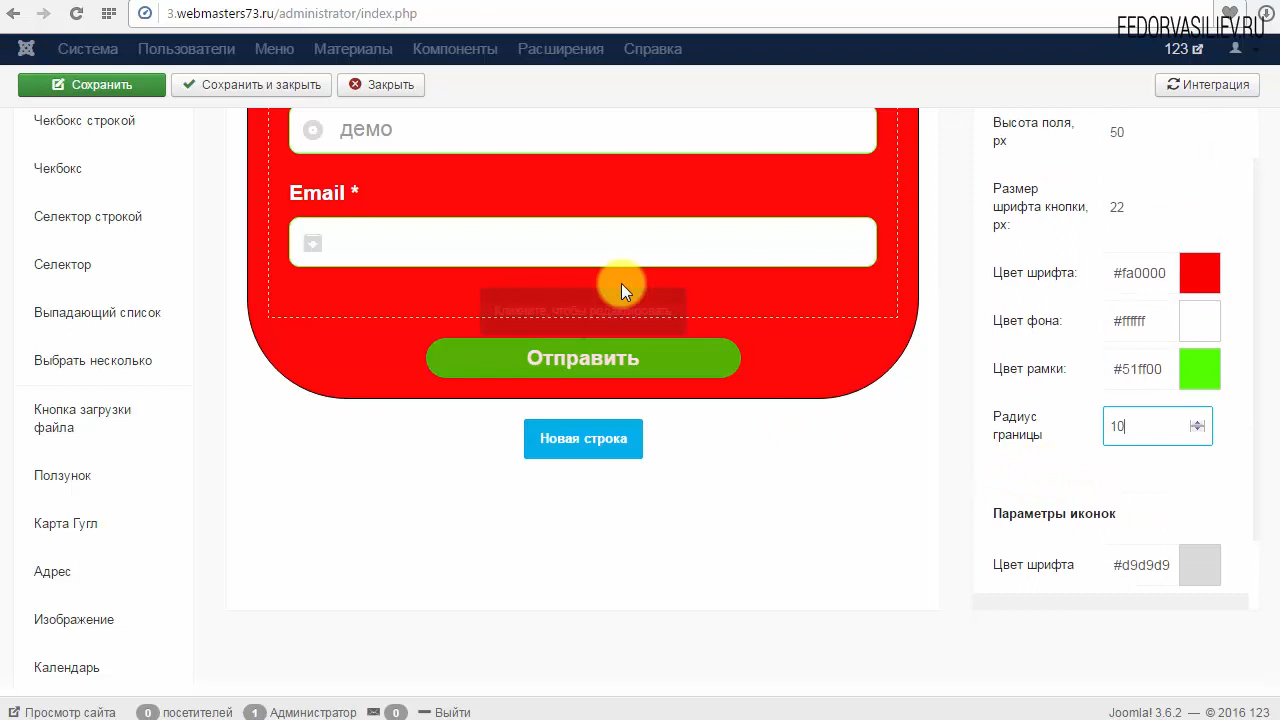 3.webmasters73.ru/administrator/index.php
FEDORVASILIEV.RU
Система Пользователи Меню Материалы Компоненты Расширения Справка 123
Сохранить Сохранить и закрыть Закрыть Интеграция
Чекбокс строкой
Чекбокс
Селектор строкой
Селектор
Выпадающий список
Выбрать несколько
Кнопка загрузки
файла
Ползунок
Карта Гугл
Адрес
Изображение
Календарь
демо
Email *
Кликните, чтобы редактировать
Отправить
Новая строка
Высота поля,
px
50
Размер
шрифта кнопки,
px:
22
Цвет шрифта: #fa0000
Цвет фона: #ffffff
Цвет рамки: #51ff00
Радиус
границы
10
Параметры иконок
Цвет шрифта #d9d9d9
Просмотр сайта 0 посетителей 1 Администратор 0 Выйти
Joomla! 3.6.2 — © 2016 123